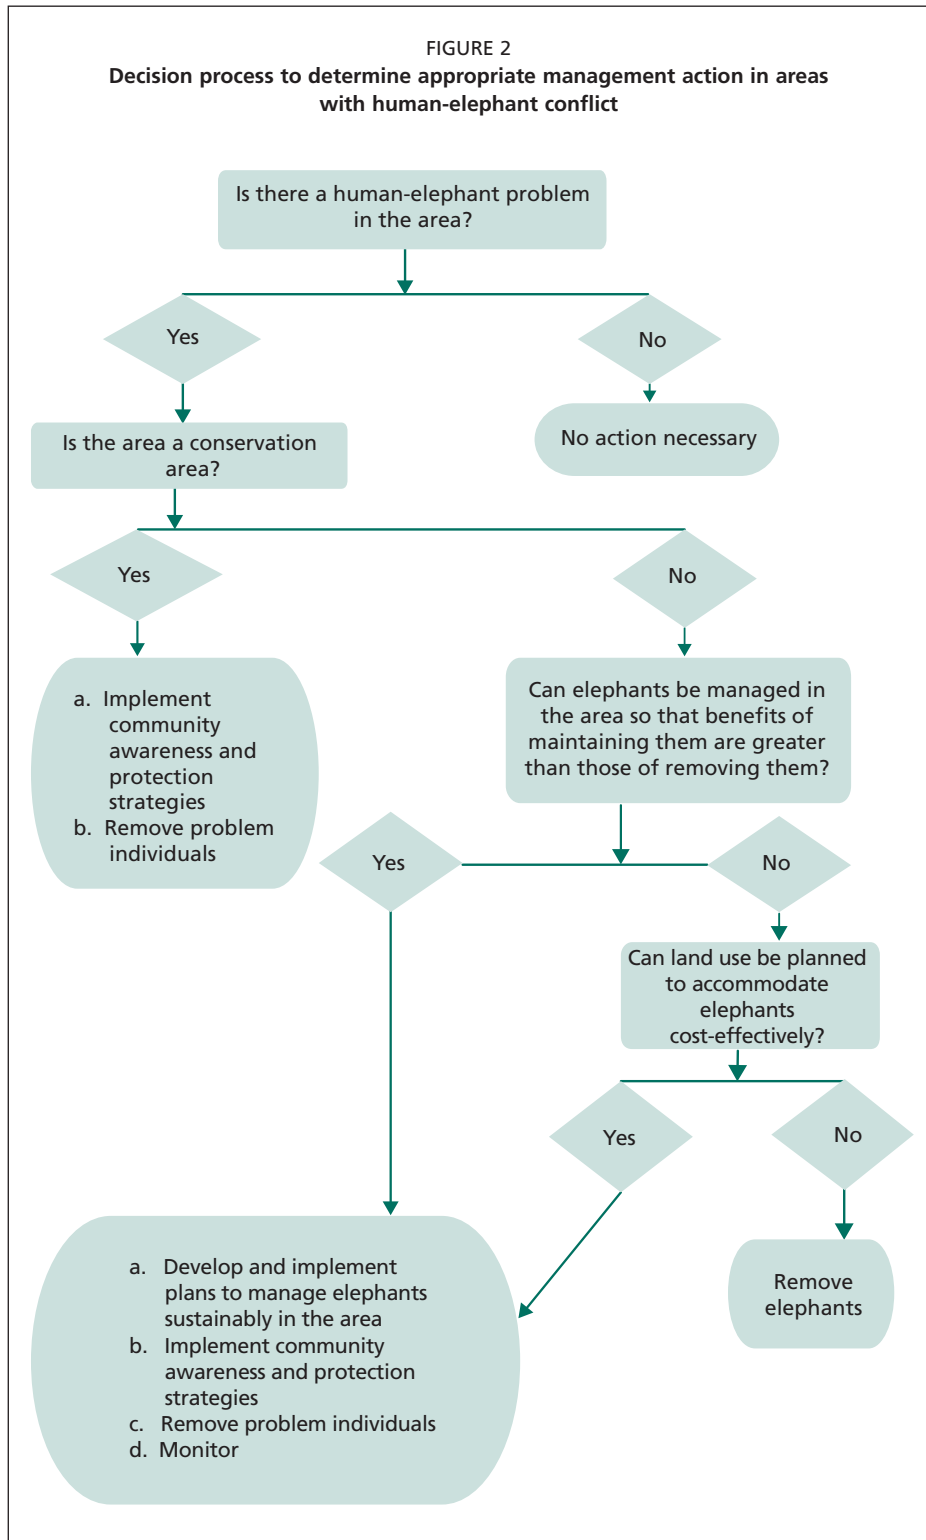 FIGURE 2
Decision process to determine appropriate management action in areas
with human-elephant conflict
Is there a human-elephant problem
in the area?
Yes
No
Is the area a conservation
area?
No action necessary
Yes
No
a. Implement
community
awareness and
protection
strategies
b. Remove problem
individuals
Can elephants be managed in
the area so that benefits of
maintaining them are greater
than those of removing them?
Yes
No
Can land use be planned
to accommodate
elephants
cost-effectively?
Yes
No
a. Develop and implement
plans to manage elephants
sustainably in the area
b. Implement community
awareness and protection
strategies
c. Remove problem individuals
d. Monitor
Remove
elephants